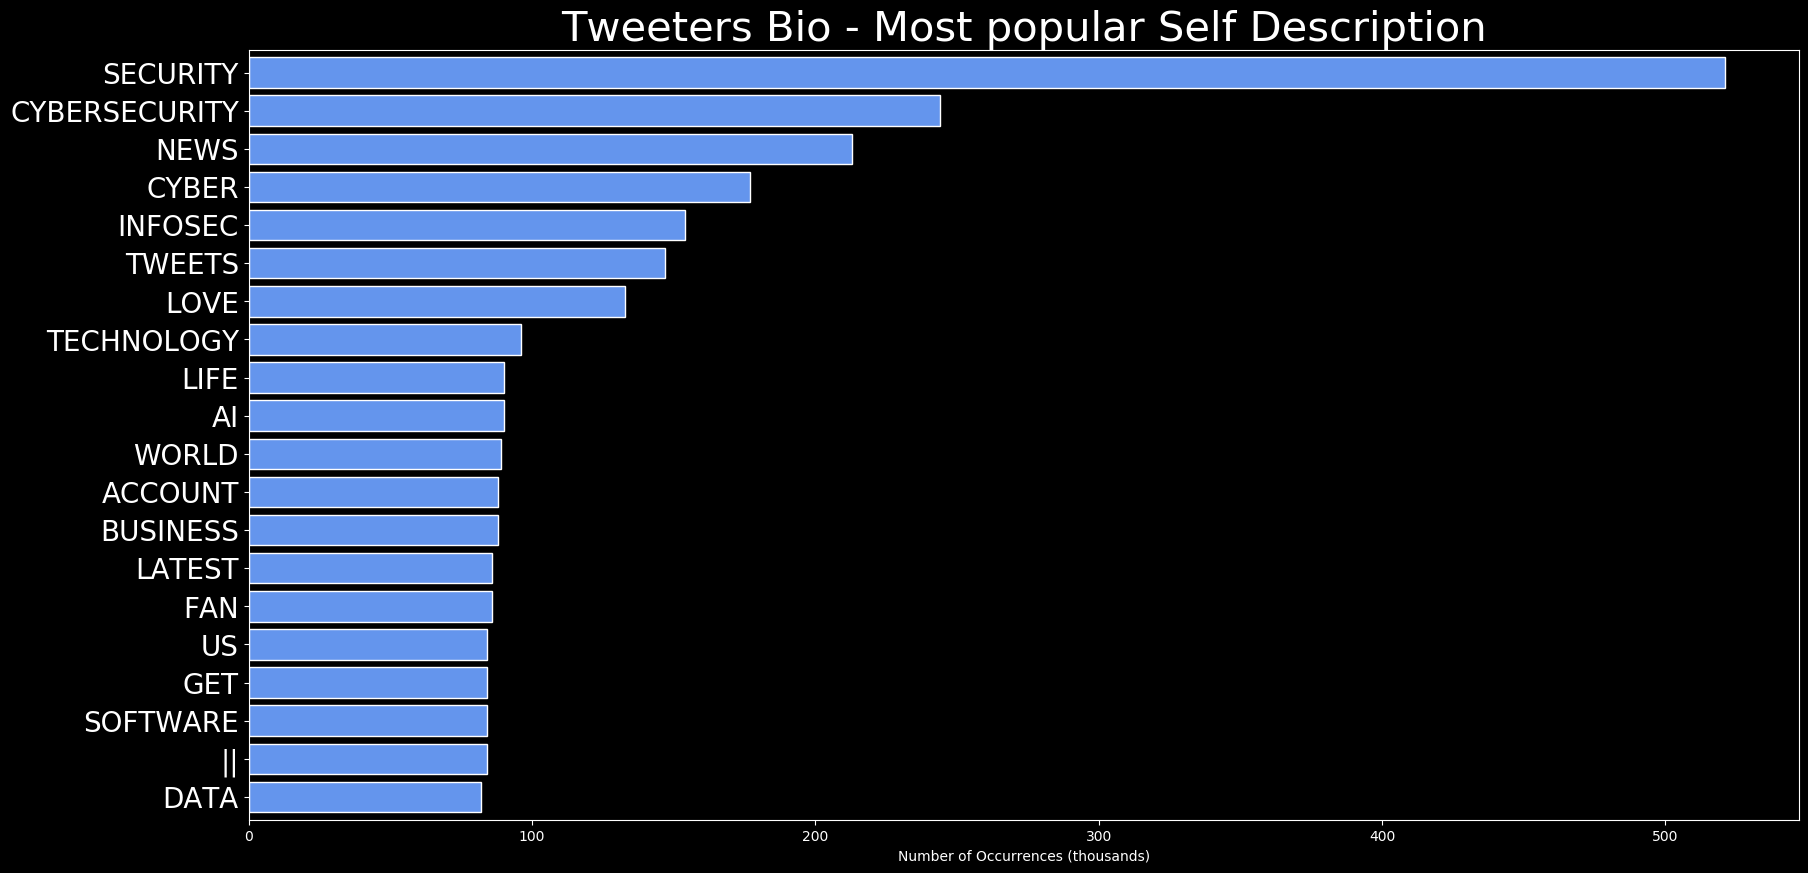 Tweeters Bio - Most popular Self Description
SECURITY
CYBERSECURITY
NEWS
CYBER
INFOSEC
TWEETS
LOVE
TECHNOLOGY
LIFE
AI
WORLD
ACCOUNT
BUSINESS
LATEST
FAN
US
GET
SOFTWARE
||
DATA
0 100 200 300 400 500
Number of Occurrences (thousands)